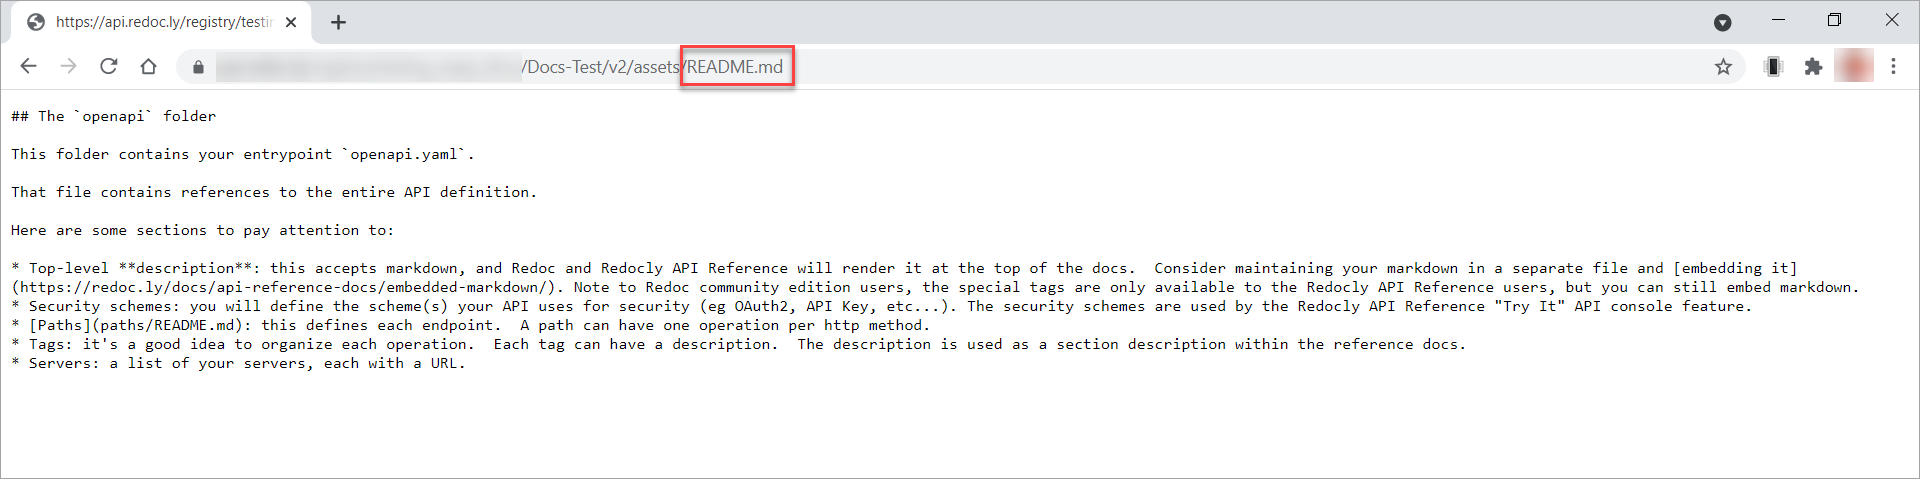 https://api.redoc.ly/registry/testin
/Docs-Test/v2/assets/README.md
## The `openapi` folder
This folder contains your entrypoint `openapi.yaml`.
That file contains references to the entire API definition.
Here are some sections to pay attention to:
* Top-level **description**: this accepts markdown, and Redoc and Redocly API Reference will render it at the top of the docs.  Consider maintaining your markdown in a separate file and [embedding it]
(https://redoc.ly/docs/api-reference-docs/embedded-markdown/). Note to Redoc community edition users, the special tags are only available to the Redocly API Reference users, but you can still embed markdown.
* Security schemes: you will define the scheme(s) your API uses for security (eg OAuth2, API Key, etc...). The security schemes are used by the Redocly API Reference "Try It" API console feature.
* [Paths](paths/README.md): this defines each endpoint.  A path can have one operation per http method.
* Tags: it's a good idea to organize each operation.  Each tag can have a description.  The description is used as a section description within the reference docs.
* Servers: a list of your servers, each with a URL.